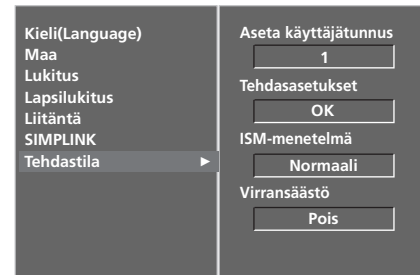 Kieli(Language)
Maa
Lukitus
Lapsilukitus
Liitäntä
SIMPLINK
Tehdastila ►
Aseta käyttäjätunnus
1
Tehdasasetukset
OK
ISM-menetelmä
Normaali
Virransäästö
Pois